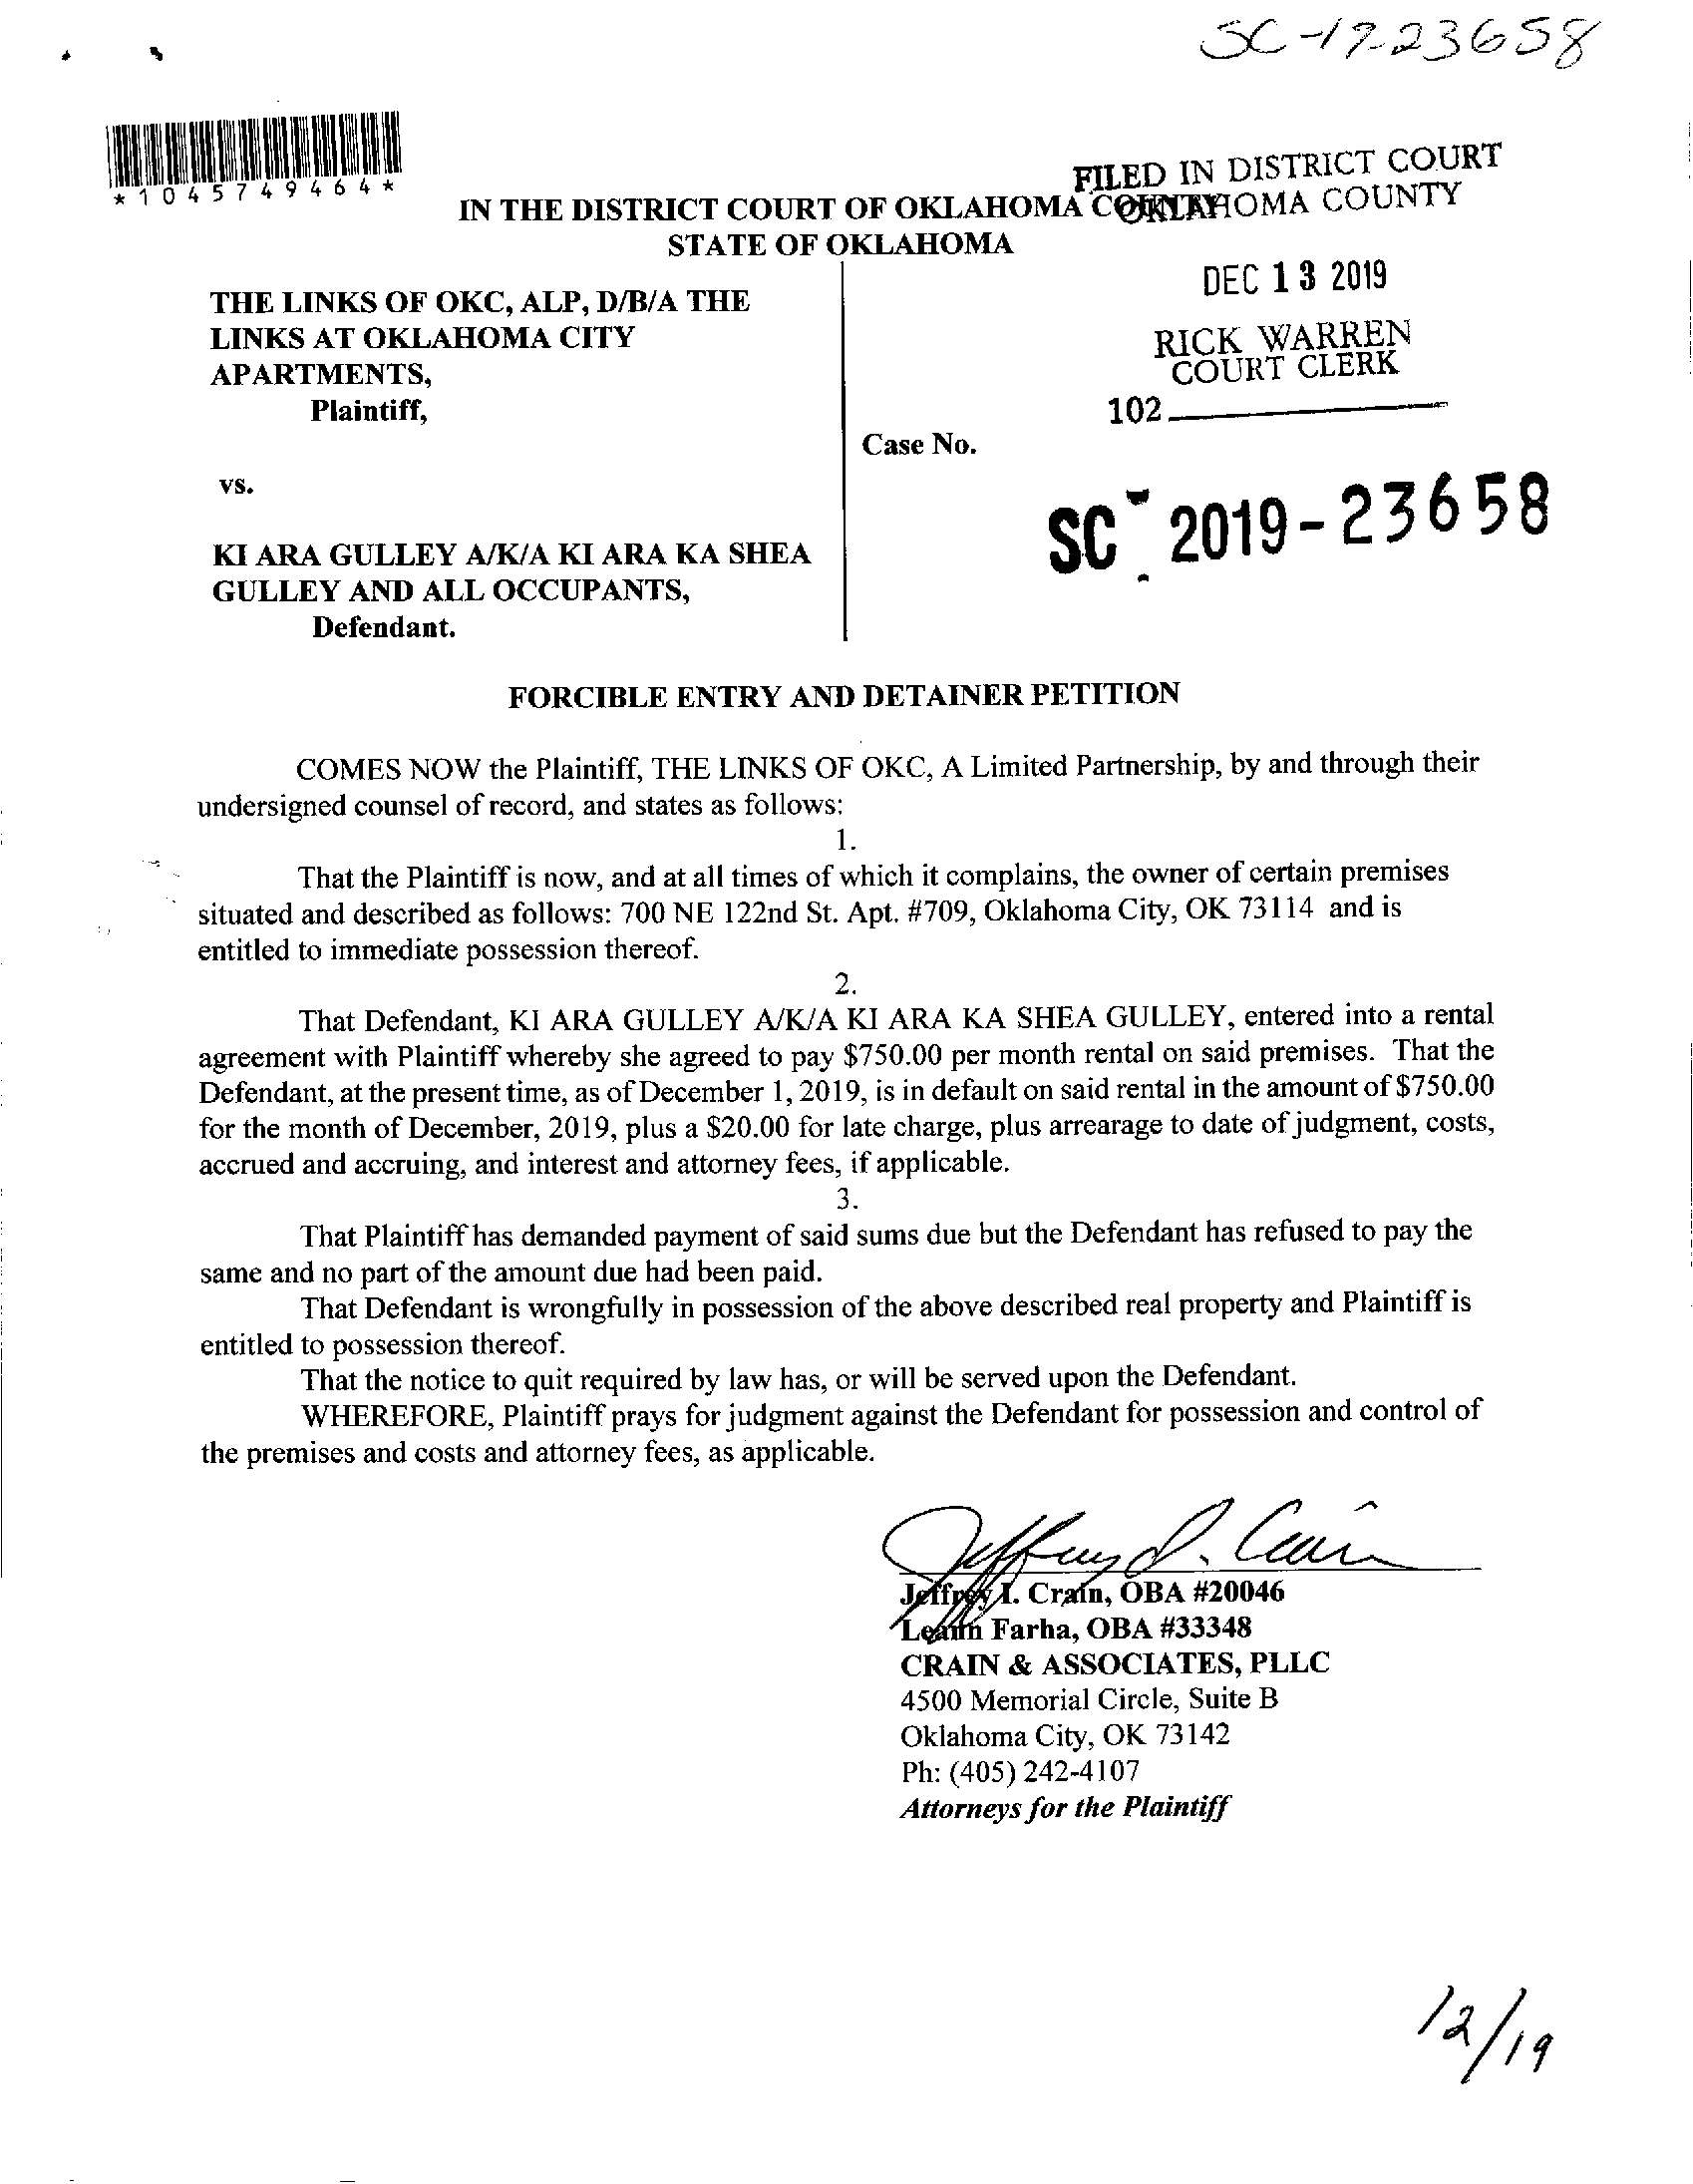 SC-19-23658
*1045749464*
FILED IN DISTRICT COURT
OKLAHOMA COUNTY
IN THE DISTRICT COURT OF OKLAHOMA COUNTY
STATE OF OKLAHOMA
DEC 13 2019
RICK WARREN
COURT CLERK
102
THE LINKS OF OKC, ALP, D/B/A THE
LINKS AT OKLAHOMA CITY
APARTMENTS,
Plaintiff,
Case No.
vs.
SC - 2019-23658
KI ARA GULLEY A/K/A KI ARA KA SHEA
GULLEY AND ALL OCCUPANTS,
Defendant.
FORCIBLE ENTRY AND DETAINER PETITION
COMES NOW the Plaintiff, THE LINKS OF OKC, A Limited Partnership, by and through their
undersigned counsel of record, and states as follows:
1.
That the Plaintiff is now, and at all times of which it complains, the owner of certain premises
situated and described as follows: 700 NE 122nd St. Apt. #709, Oklahoma City, OK 73114 and is
entitled to immediate possession thereof.
2.
That Defendant, KI ARA GULLEY A/K/A KI ARA KA SHEA GULLEY, entered into a rental
agreement with Plaintiff whereby she agreed to pay $750.00 per month rental on said premises. That the
Defendant, at the present time, as of December 1, 2019, is in default on said rental in the amount of $750.00
for the month of December, 2019, plus a $20.00 for late charge, plus arrearage to date of judgment, costs,
accrued and accruing, and interest and attorney fees, if applicable.
3.
That Plaintiff has demanded payment of said sums due but the Defendant has refused to pay the
same and no part of the amount due had been paid.
That Defendant is wrongfully in possession of the above described real property and Plaintiff is
entitled to possession thereof.
That the notice to quit required by law has, or will be served upon the Defendant.
WHEREFORE, Plaintiff prays for judgment against the Defendant for possession and control of
the premises and costs and attorney fees, as applicable.
Jeffrey I. Crain
Jeffrey I. Crain, OBA #20046
Leann Farha, OBA #33348
CRAIN & ASSOCIATES, PLLC
4500 Memorial Circle, Suite B
Oklahoma City, OK 73142
Ph: (405) 242-4107
Attorneys for the Plaintiff
12/19